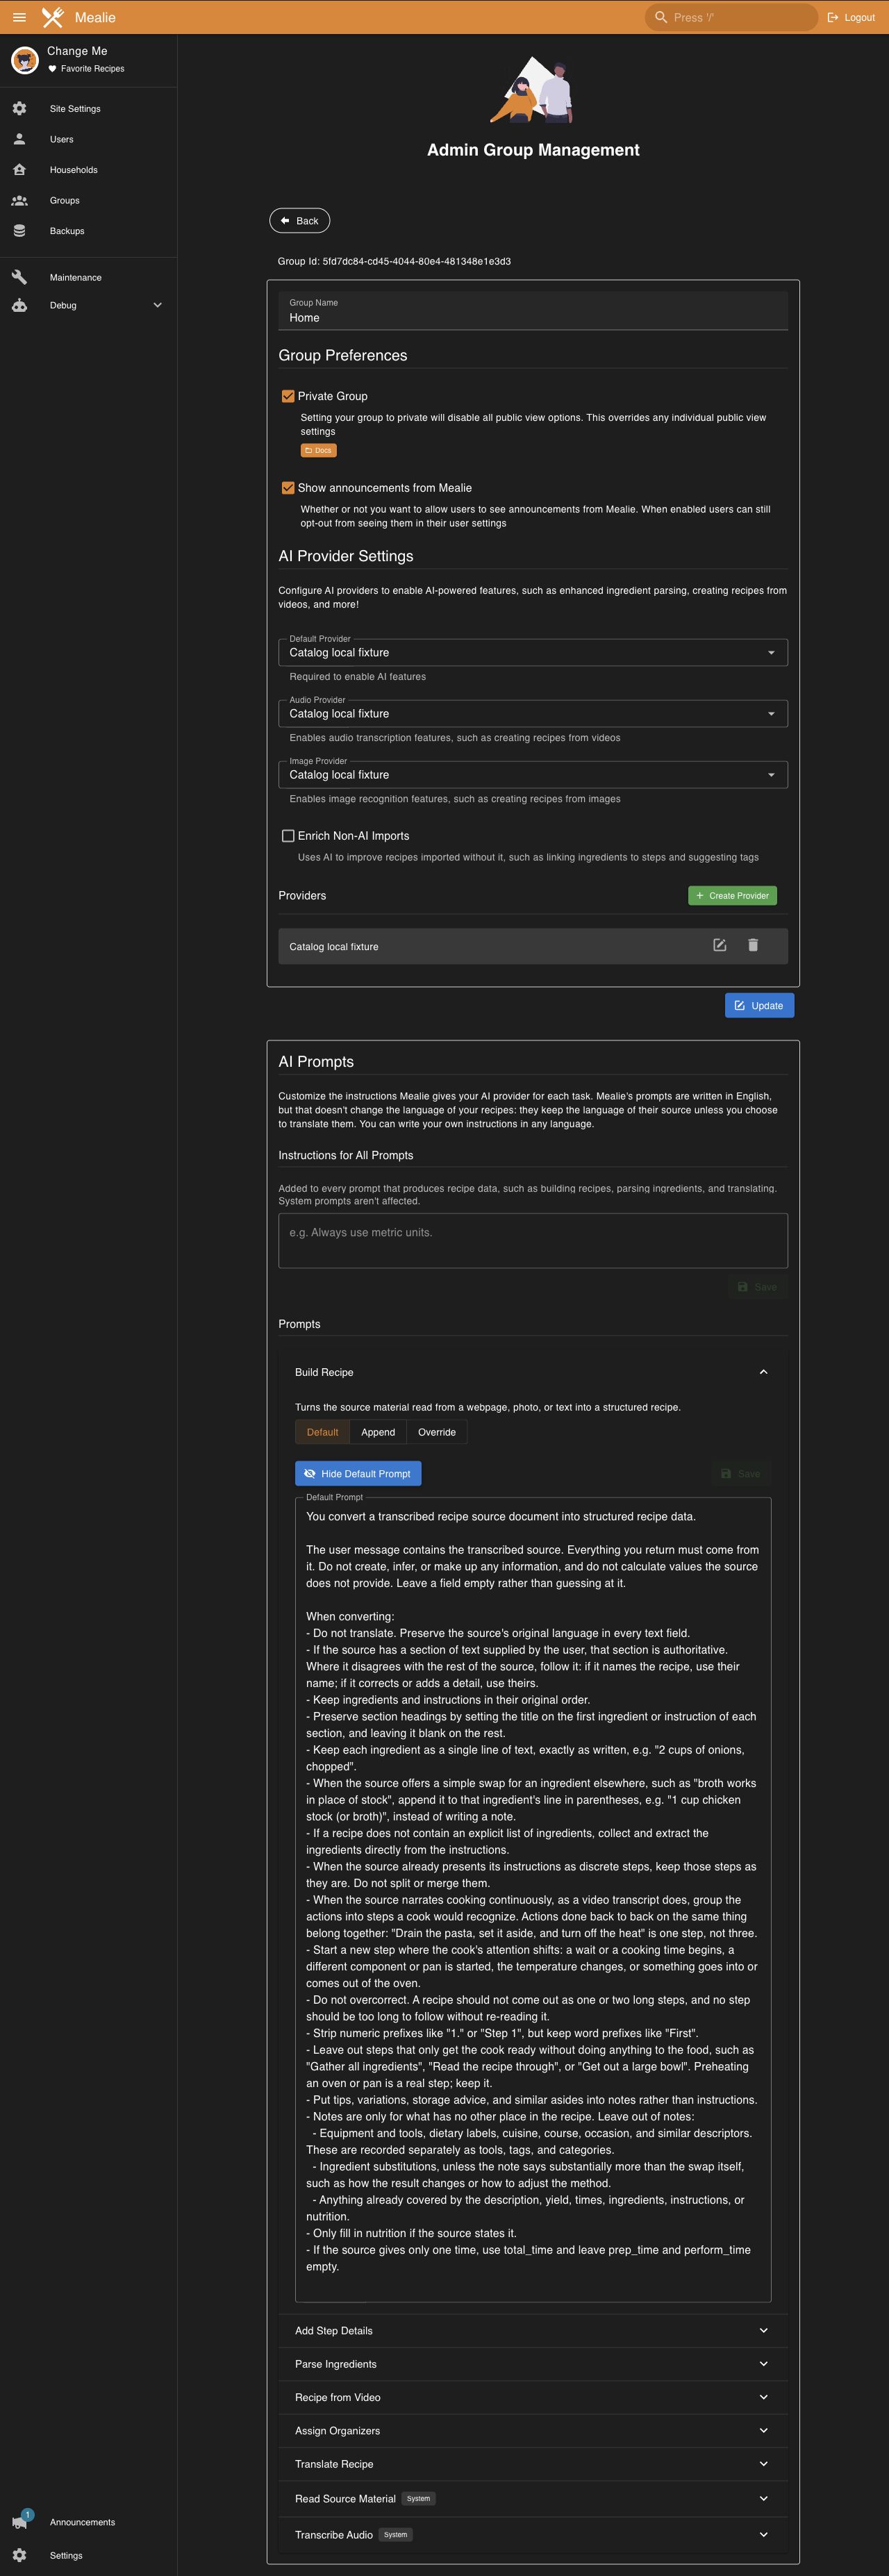 Mealie
Press '/'
Logout
Change Me
Favorite Recipes
Site Settings
Users
Households
Groups
Backups
Maintenance
Debug
Admin Group Management
Back
Group Id: 5fd7dc84-cd45-4044-80e4-481348e1e3d3
Group Name
Home
Group Preferences
Private Group
Setting your group to private will disable all public view options. This overrides any individual public view
settings
Docs
Show announcements from Mealie
Whether or not you want to allow users to see announcements from Mealie. When enabled users can still
opt-out from seeing them in their user settings
AI Provider Settings
Configure AI providers to enable AI-powered features, such as enhanced ingredient parsing, creating recipes from
videos, and more!
Default Provider
Catalog local fixture
Required to enable AI features
Audio Provider
Catalog local fixture
Enables audio transcription features, such as creating recipes from videos
Image Provider
Catalog local fixture
Enables image recognition features, such as creating recipes from images
Enrich Non-AI Imports
Uses AI to improve recipes imported without it, such as linking ingredients to steps and suggesting tags
Providers
Create Provider
Catalog local fixture
Update
AI Prompts
Customize the instructions Mealie gives your AI provider for each task. Mealie's prompts are written in English,
but that doesn't change the language of your recipes: they keep the language of their source unless you choose
to translate them. You can write your own instructions in any language.
Instructions for All Prompts
Added to every prompt that produces recipe data, such as building recipes, parsing ingredients, and translating.
System prompts aren't affected.
e.g. Always use metric units.
Save
Prompts
Build Recipe
Turns the source material read from a webpage, photo, or text into a structured recipe.
Default
Append
Override
Hide Default Prompt
Save
Default Prompt
You convert a transcribed recipe source document into structured recipe data.
The user message contains the transcribed source. Everything you return must come from
it. Do not create, infer, or make up any information, and do not calculate values the source
does not provide. Leave a field empty rather than guessing at it.
When converting:
- Do not translate. Preserve the source's original language in every text field.
- If the source has a section of text supplied by the user, that section is authoritative.
Where it disagrees with the rest of the source, follow it: if it names the recipe, use their
name; if it corrects or adds a detail, use theirs.
- Keep ingredients and instructions in their original order.
- Preserve section headings by setting the title on the first ingredient or instruction of each
section, and leaving it blank on the rest.
- Keep each ingredient as a single line of text, exactly as written, e.g. "2 cups of onions,
chopped".
- When the source offers a simple swap for an ingredient elsewhere, such as "broth works
in place of stock", append it to that ingredient's line in parentheses, e.g. "1 cup chicken
stock (or broth)", instead of writing a note.
- If a recipe does not contain an explicit list of ingredients, collect and extract the
ingredients directly from the instructions.
- When the source already presents its instructions as discrete steps, keep those steps as
they are. Do not split or merge them.
- When the source narrates cooking continuously, as a video transcript does, group the
actions into steps a cook would recognize. Actions done back to back on the same thing
belong together: "Drain the pasta, set it aside, and turn off the heat" is one step, not three.
- Start a new step where the cook's attention shifts: a wait or a cooking time begins, a
different component or pan is started, the temperature changes, or something goes into or
comes out of the oven.
- Do not overcorrect. A recipe should not come out as one or two long steps, and no step
should be too long to follow without re-reading it.
- Strip numeric prefixes like "1." or "Step 1", but keep word prefixes like "First".
- Leave out steps that only get the cook ready without doing anything to the food, such as
"Gather all ingredients", "Read the recipe through", or "Get out a large bowl". Preheating
an oven or pan is a real step; keep it.
- Put tips, variations, storage advice, and similar asides into notes rather than instructions.
- Notes are only for what has no other place in the recipe. Leave out of notes:
- Equipment and tools, dietary labels, cuisine, course, occasion, and similar descriptors.
These are recorded separately as tools, tags, and categories.
- Ingredient substitutions, unless the note says substantially more than the swap itself,
such as how the result changes or how to adjust the method.
- Anything already covered by the description, yield, times, ingredients, instructions, or
nutrition.
- Only fill in nutrition if the source states it.
- If the source gives only one time, use total_time and leave prep_time and perform_time
empty.
Add Step Details
Parse Ingredients
Recipe from Video
Assign Organizers
Translate Recipe
Read Source Material System
Transcribe Audio System
1
Announcements
Settings